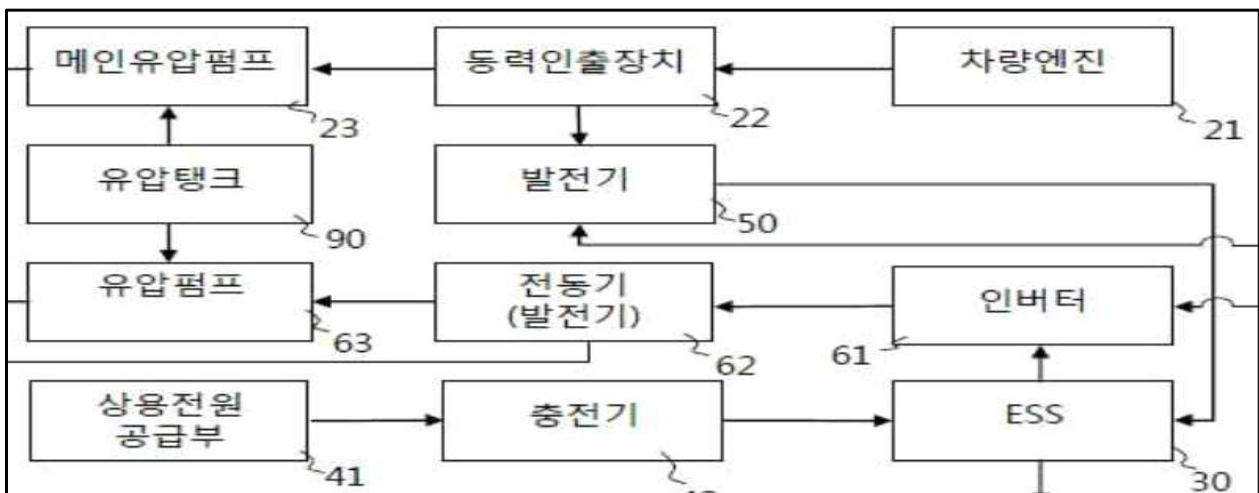 메인유압펌프
동력인출장치
차량엔진
23
22
21
유압탱크
발전기
90
50
유압펌프
전동기
(발전기)
인버터
63
62
61
상용전원
공급부
충전기
ESS
41
30